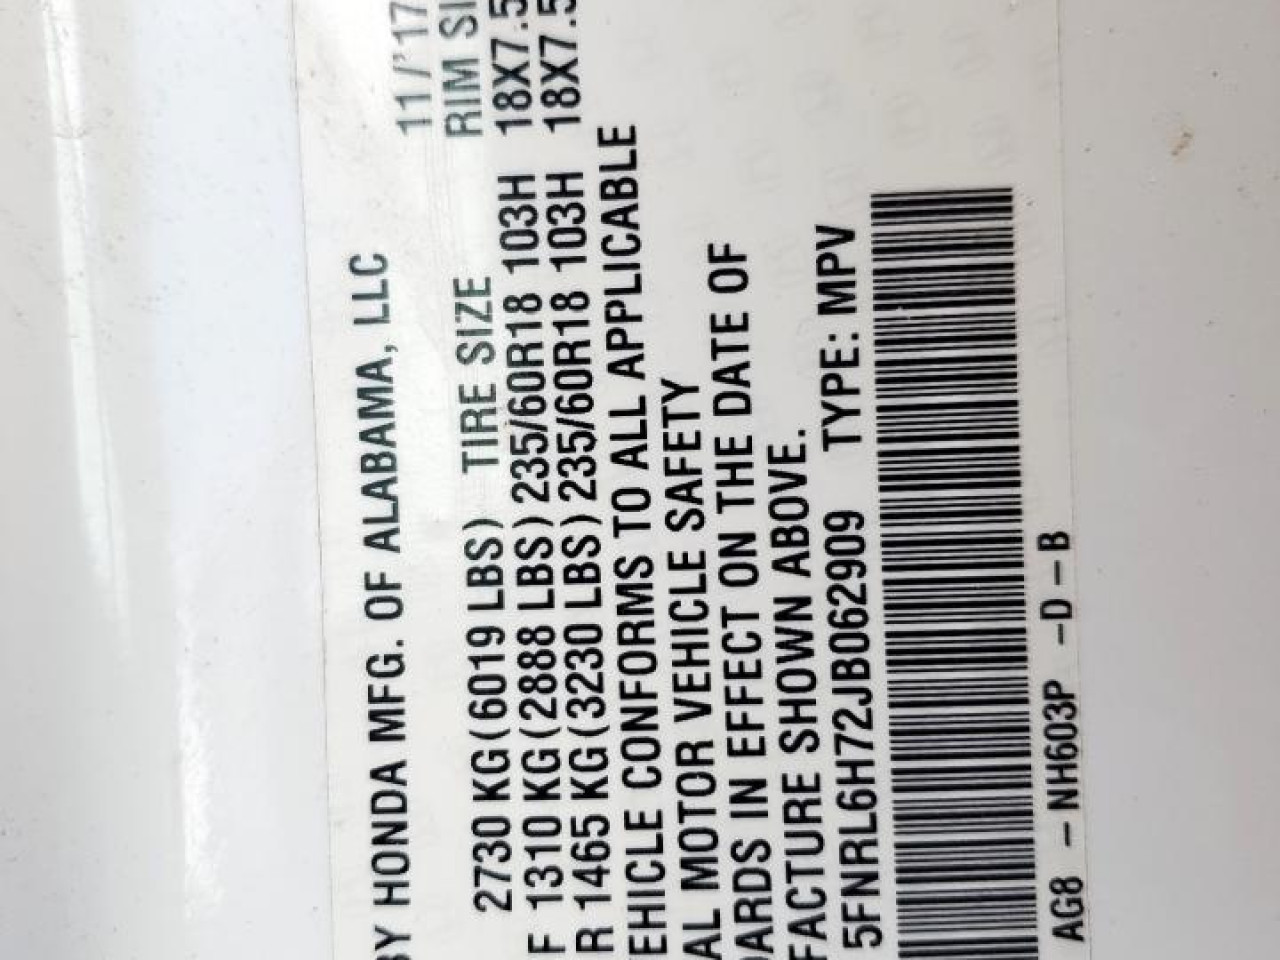 BY HONDA MFG. OF ALABAMA, LLC 11/'17
2730 KG(6019 LBS) TIRE SIZE RIM SI
F 1310 KG(2888 LBS) 235/60R18 103H 18X7.5
R 1465 KG(3230 LBS) 235/60R18 103H 18X7.5
EHICLE CONFORMS TO ALL APPLICABLE
AL MOTOR VEHICLE SAFETY
DARDS IN EFFECT ON THE DATE OF
FACTURE SHOWN ABOVE.
5FNRL6H72JB062909 TYPE: MPV
AG8 - NH603P - D - B